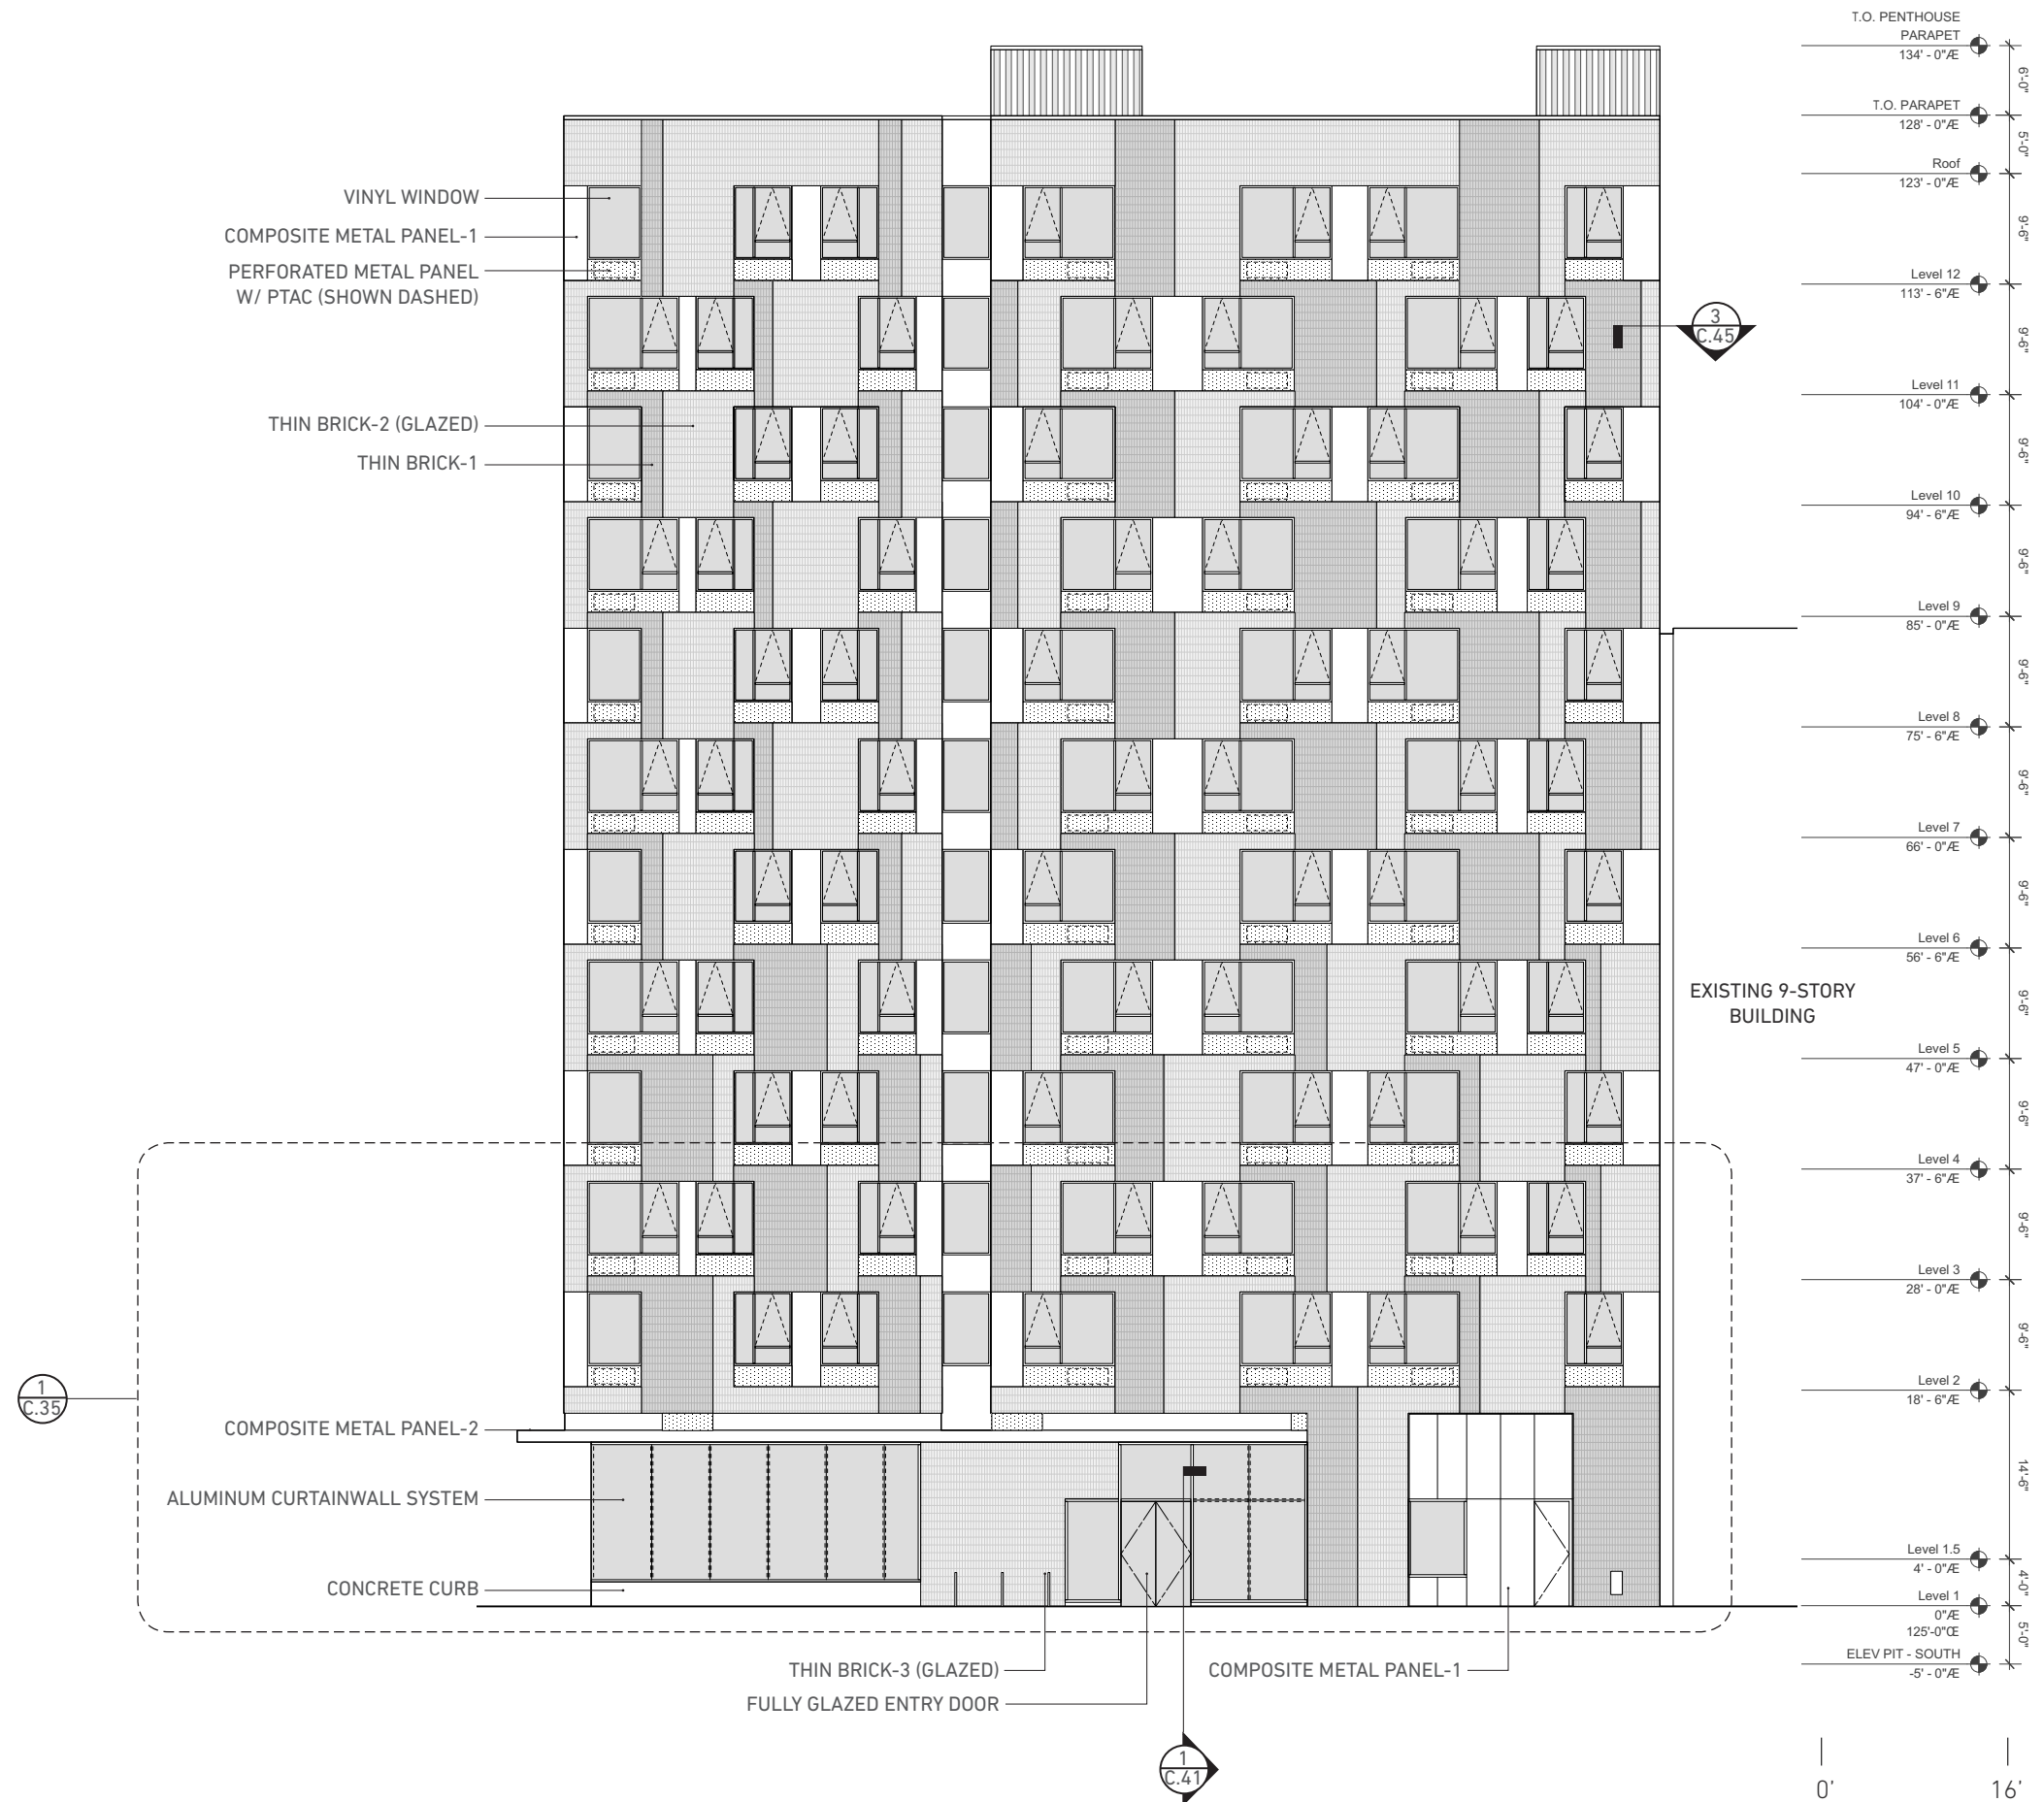 T.O. PENTHOUSE
PARAPET
134' - 0"Æ
6'-0"
T.O. PARAPET
128' - 0"Æ
5'-0"
Roof
123' - 0"Æ
9'-6"
VINYL WINDOW
COMPOSITE METAL PANEL-1
PERFORATED METAL PANEL
W/ PTAC (SHOWN DASHED)
Level 12
113' - 6"Æ
9'-6"
3
C.45
Level 11
104' - 0"Æ
9'-6"
THIN BRICK-2 (GLAZED)
THIN BRICK-1
Level 10
94' - 6"Æ
9'-6"
Level 9
85' - 0"Æ
9'-6"
Level 8
75' - 6"Æ
9'-6"
Level 7
66' - 0"Æ
9'-6"
Level 6
56' - 6"Æ
9'-6"
EXISTING 9-STORY
BUILDING
Level 5
47' - 0"Æ
9'-6"
Level 4
37' - 6"Æ
9'-6"
Level 3
28' - 0"Æ
9'-6"
1
C.35
Level 2
18' - 6"Æ
14'-6"
COMPOSITE METAL PANEL-2
ALUMINUM CURTAINWALL SYSTEM
CONCRETE CURB
Level 1.5
4' - 0"Æ
4'-0"
Level 1
0"Æ
125'-0"Œ
5'-0"
ELEV PIT - SOUTH
-5' - 0"Æ
THIN BRICK-3 (GLAZED)
COMPOSITE METAL PANEL-1
FULLY GLAZED ENTRY DOOR
1
C.41
0'
16'